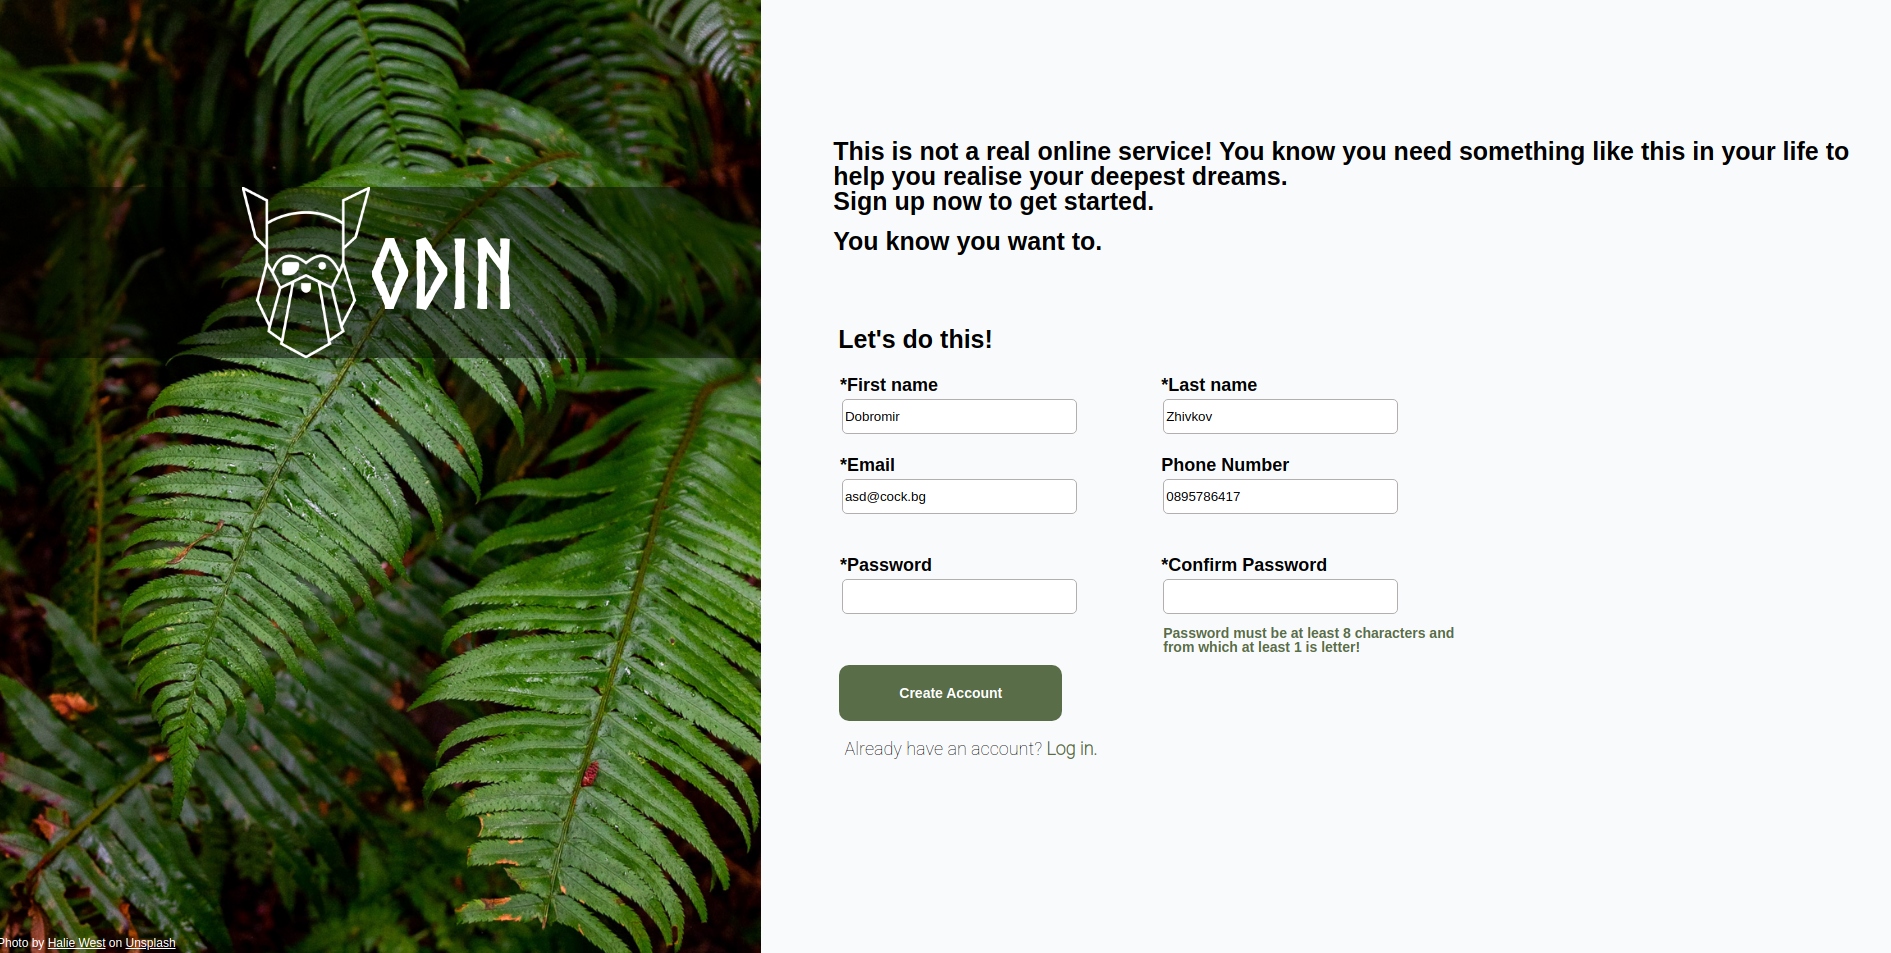 ODIN
This is not a real online service! You know you need something like this in your life to
help you realise your deepest dreams.
Sign up now to get started.
You know you want to.
Let's do this!
*First name
*Last name
Dobromir
Zhivkov
*Email
Phone Number
asd@cock.bg
0895786417
*Password
*Confirm Password
Password must be at least 8 characters and
from which at least 1 is letter!
Create Account
Already have an account? Log in.
Photo by Halie West on Unsplash